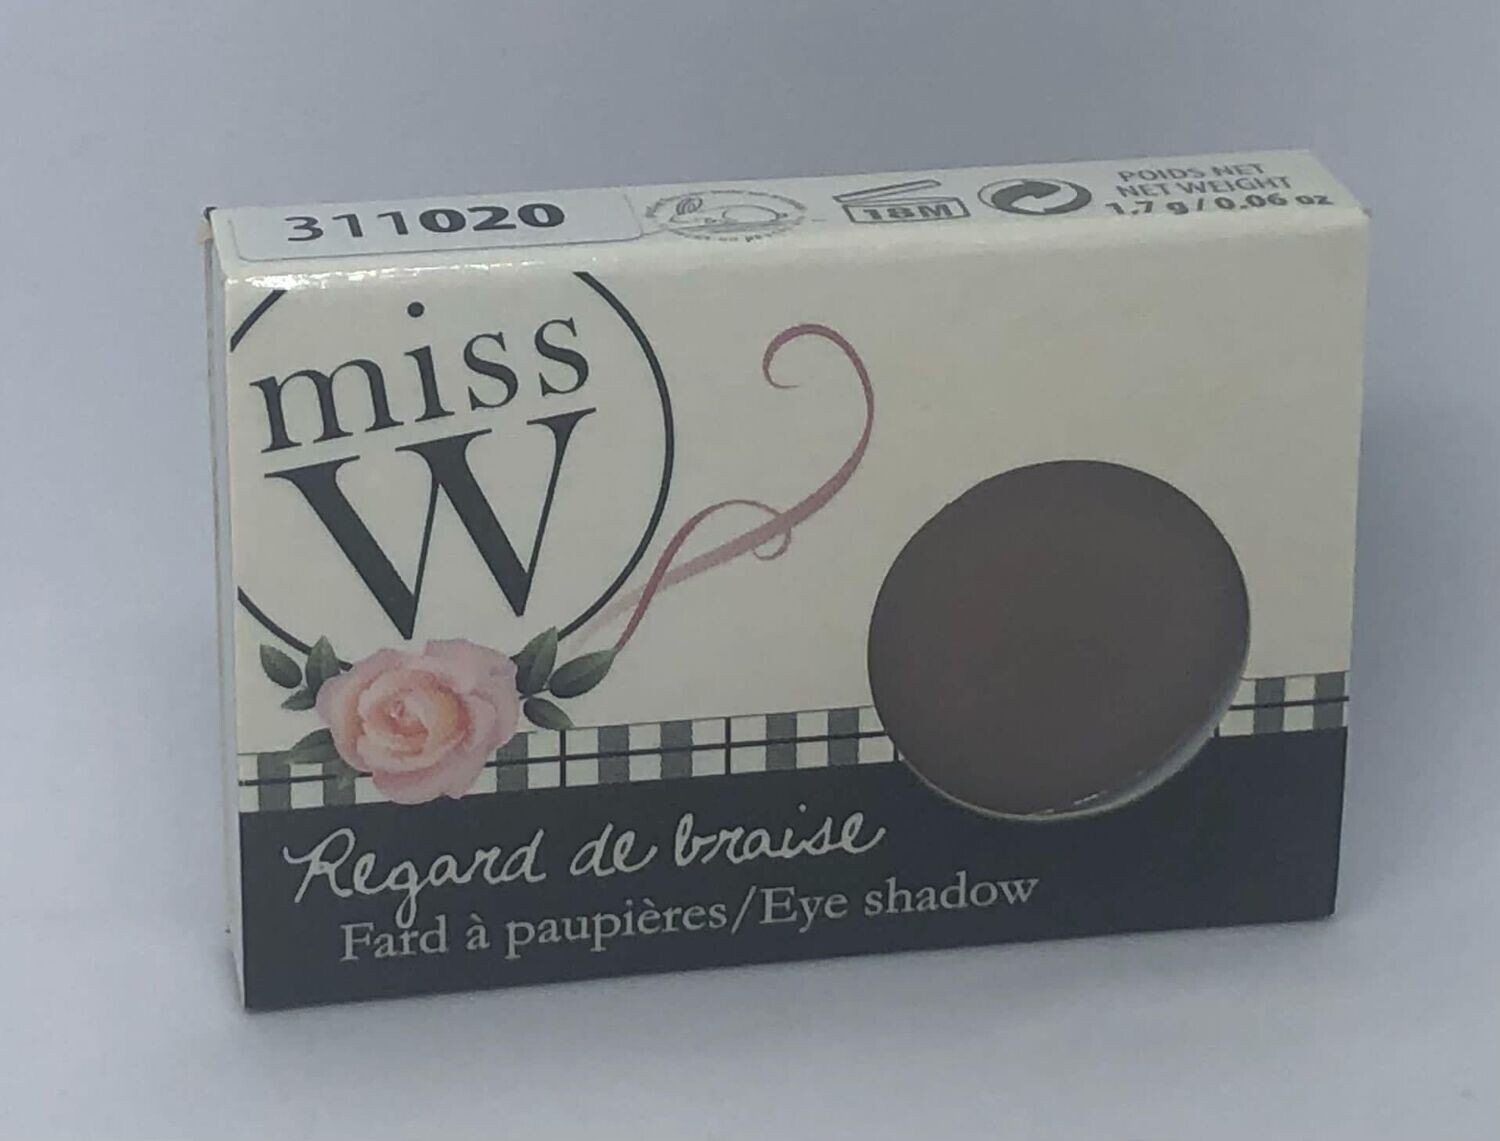 311020
18M
POIDS NET
NET WEIGHT
1,7 g / 0.06 oz
miss
W
Regard de braise
Fard à paupières/Eye shadow